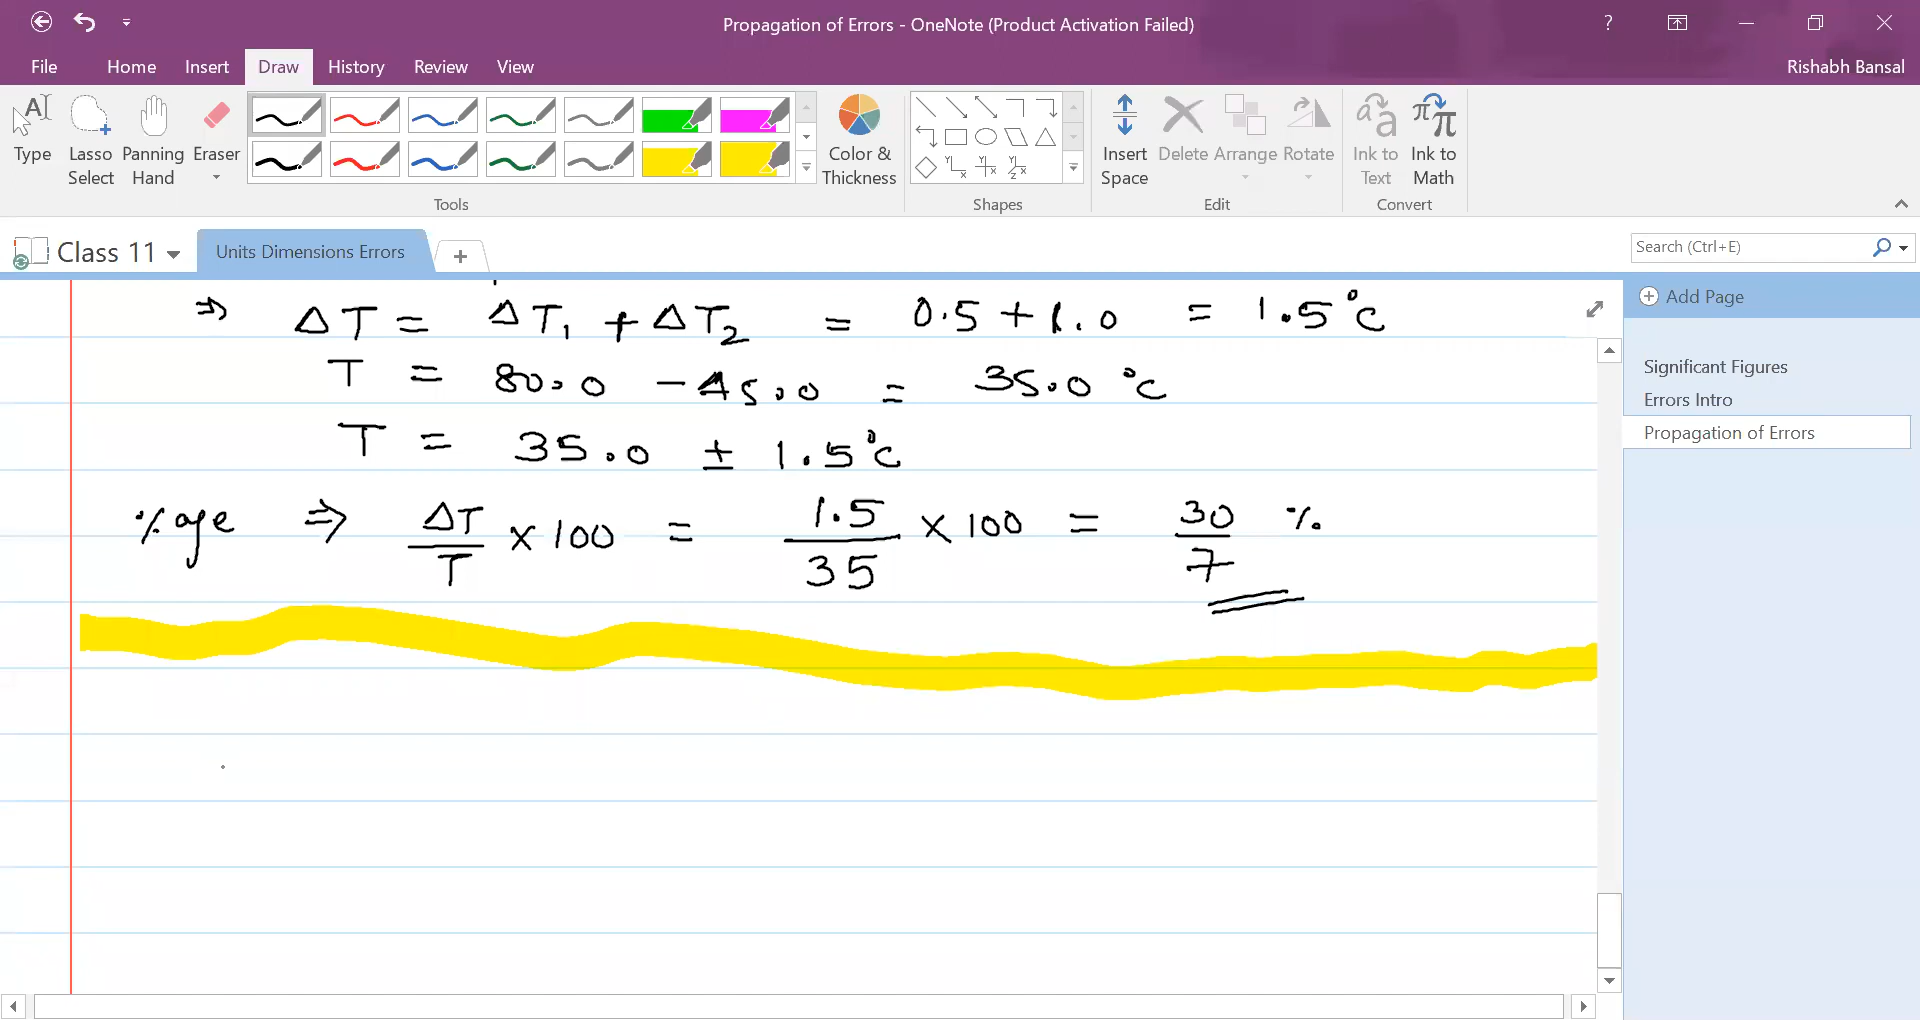 Propagation of Errors - OneNote (Product Activation Failed)
?
File Home Insert Draw History Review View
Rishabh Bansal
Type
Lasso Select
Panning Hand
Eraser
Color & Thickness
Insert Space
Delete
Arrange
Rotate
Ink to Text
Ink to Math
Tools
Shapes
Edit
Convert
Class 11
Units Dimensions Errors
+
Search (Ctrl+E)
Add Page
Significant Figures
Errors Intro
Propagation of Errors
⇒ ΔT = ΔT₁ + ΔT₂ = 0.5 + 1.0 = 1.5°C
T = 80.0 - 45.0 = 35.0 °C
T = 35.0 ± 1.5°C
%age ⇒ ΔT/T × 100 = 1.5/35 × 100 = 30/7 %